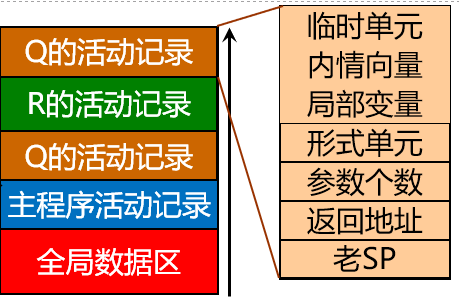 Q的活动记录
R的活动记录
Q的活动记录
主程序活动记录
全局数据区
临时单元
内情向量
局部变量
形式单元
参数个数
返回地址
老SP